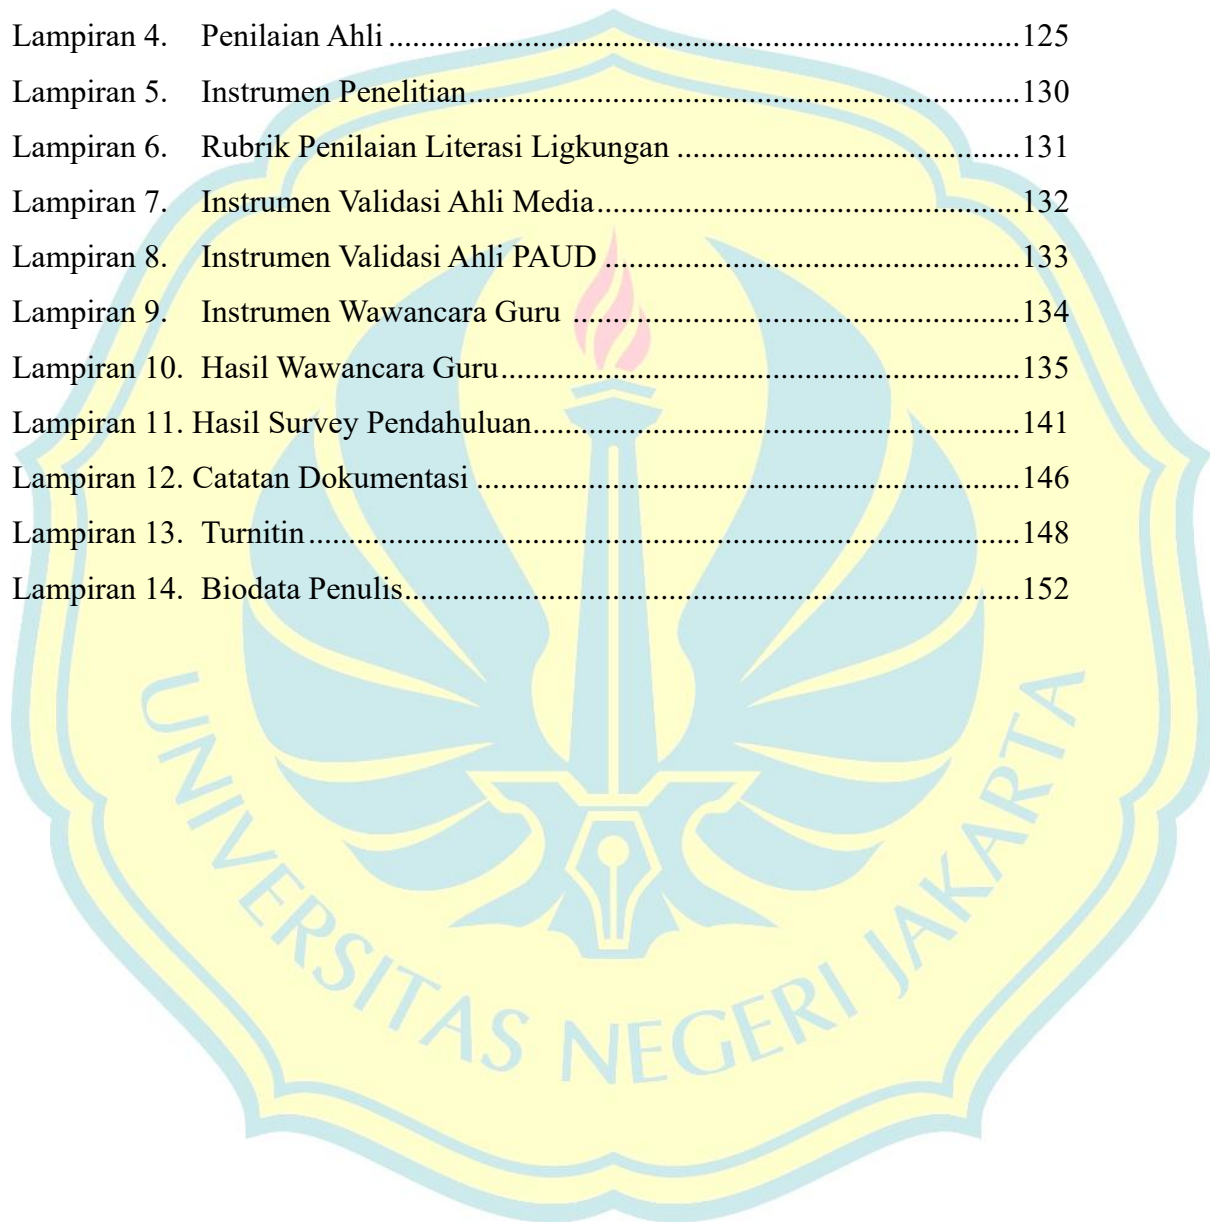 Lampiran 4. Penilaian Ahli ................................................................................125
Lampiran 5. Instrumen Penelitian......................................................................130
Lampiran 6. Rubrik Penilaian Literasi Ligkungan ...........................................131
Lampiran 7. Instrumen Validasi Ahli Media.....................................................132
Lampiran 8. Instrumen Validasi Ahli PAUD ....................................................133
Lampiran 9. Instrumen Wawancara Guru ........................................................134
Lampiran 10. Hasil Wawancara Guru.................................................................135
Lampiran 11. Hasil Survey Pendahuluan.............................................................141
Lampiran 12. Catatan Dokumentasi ....................................................................146
Lampiran 13. Turnitin.........................................................................................148
Lampiran 14. Biodata Penulis.............................................................................152
UNIVERSITAS NEGERI JAKARTA